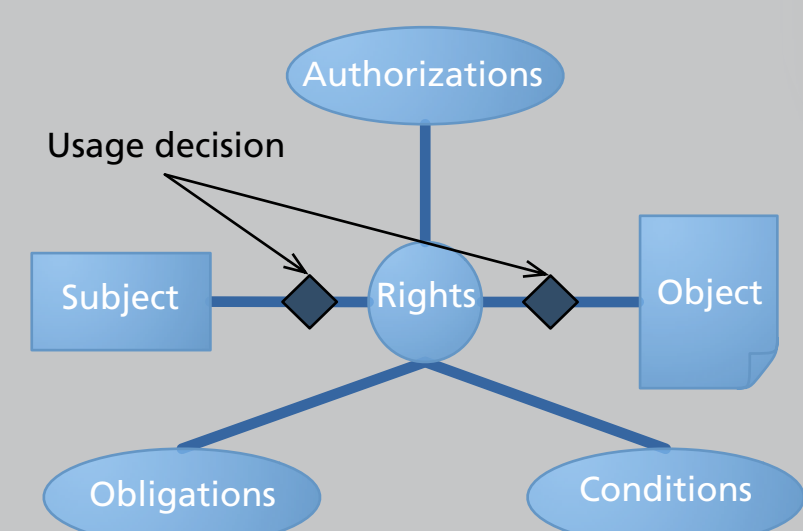 Authorizations
Usage decision
Subject
Rights
Object
Obligations
Conditions